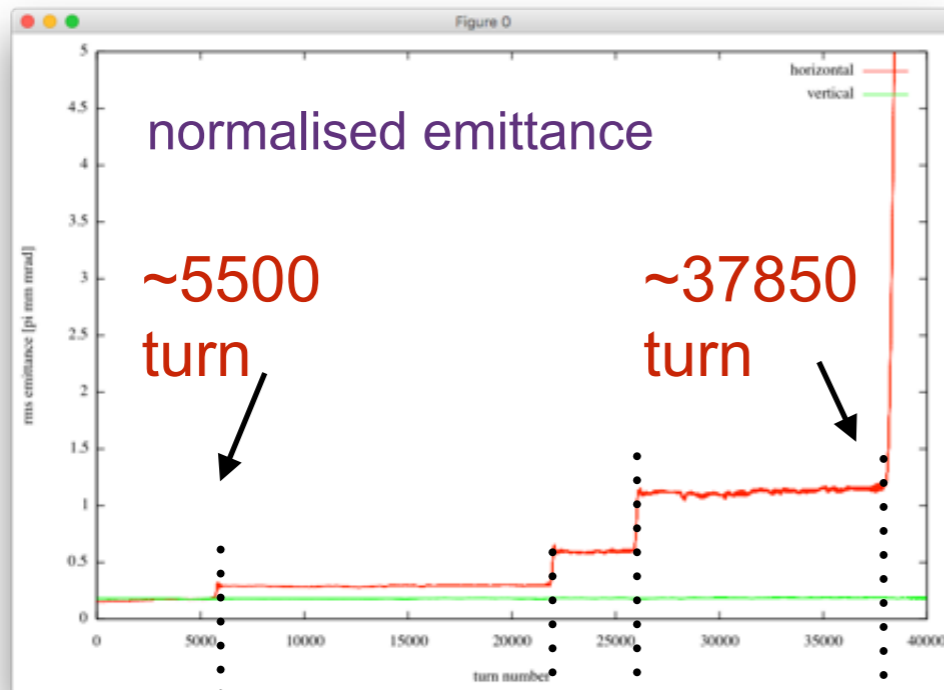 Figure 0
horizontal
vertical
normalised emittance
~5500
turn
~37850
turn
rms emittance [pi mm mrad]
5
4.5
4
3.5
3
2.5
2
1.5
1
0.5
0
0 5000 10000 15000 20000 25000 30000 35000 40000
turn number